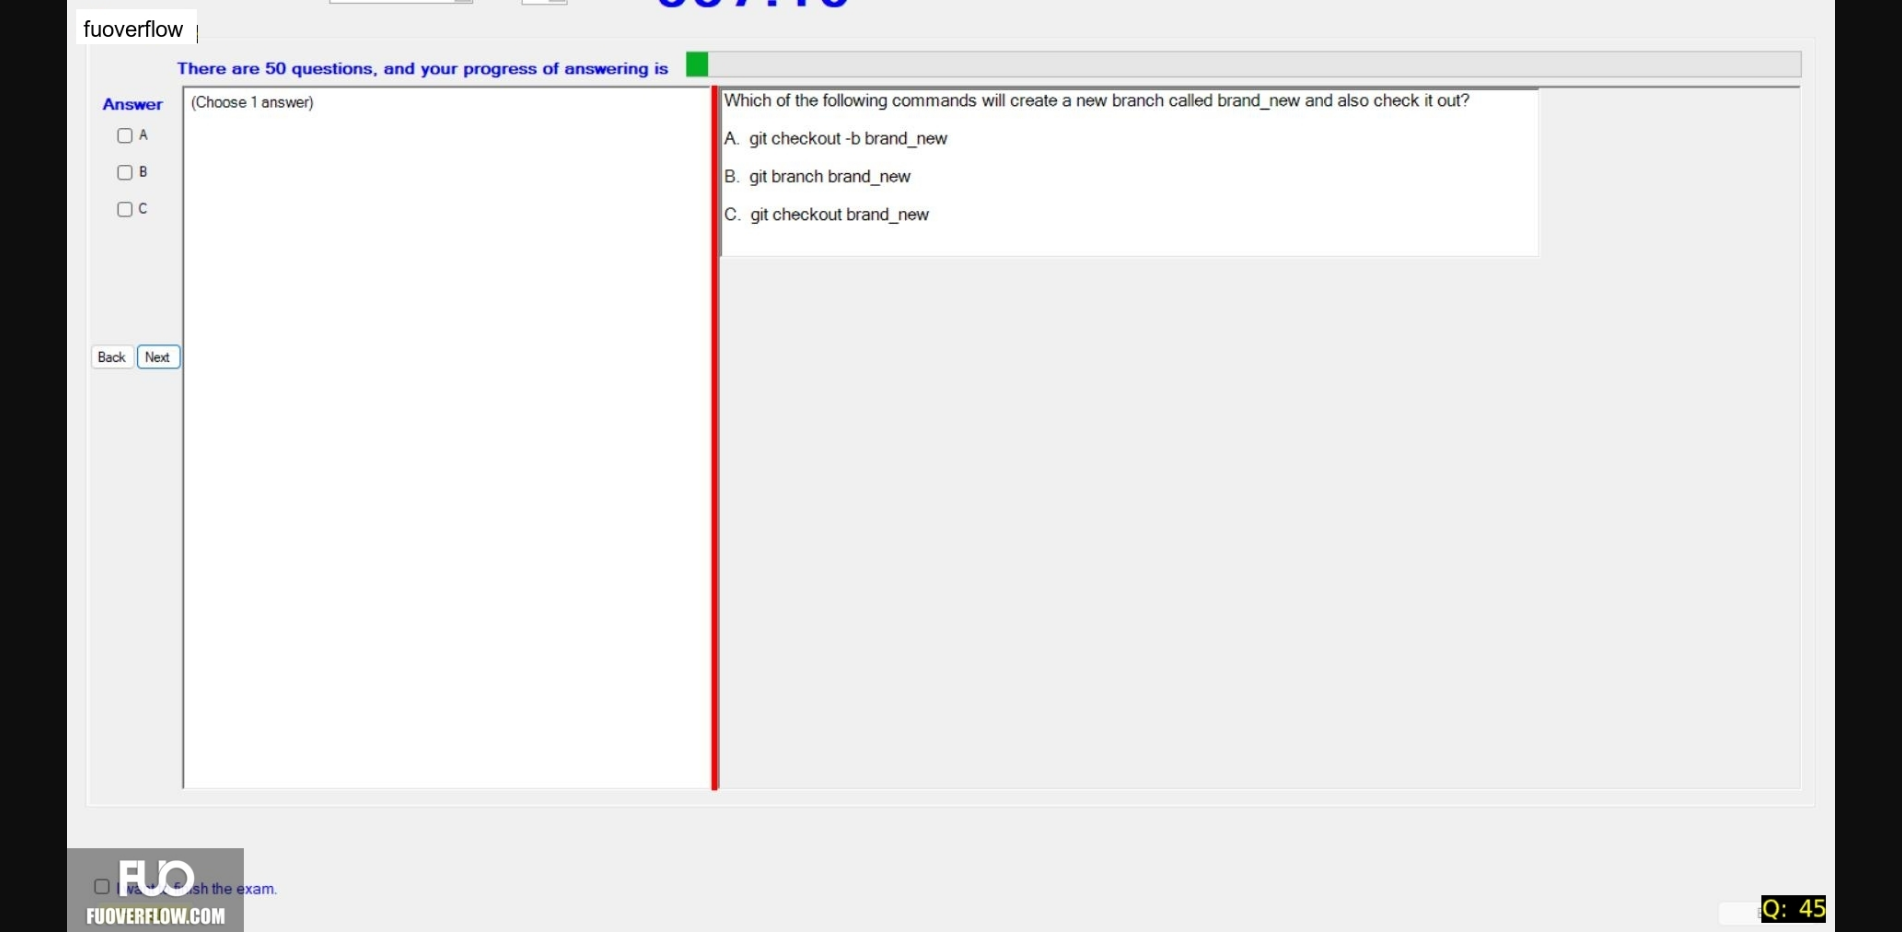 fuoverflow
There are 50 questions, and your progress of answering is
Answer
(Choose 1 answer)
A
B
C
Back
Next
Which of the following commands will create a new branch called brand_new and also check it out?
A. git checkout -b brand_new
B. git branch brand_new
C. git checkout brand_new
FUO
sh the exam.
FUOVERFLOW.COM
Q: 45